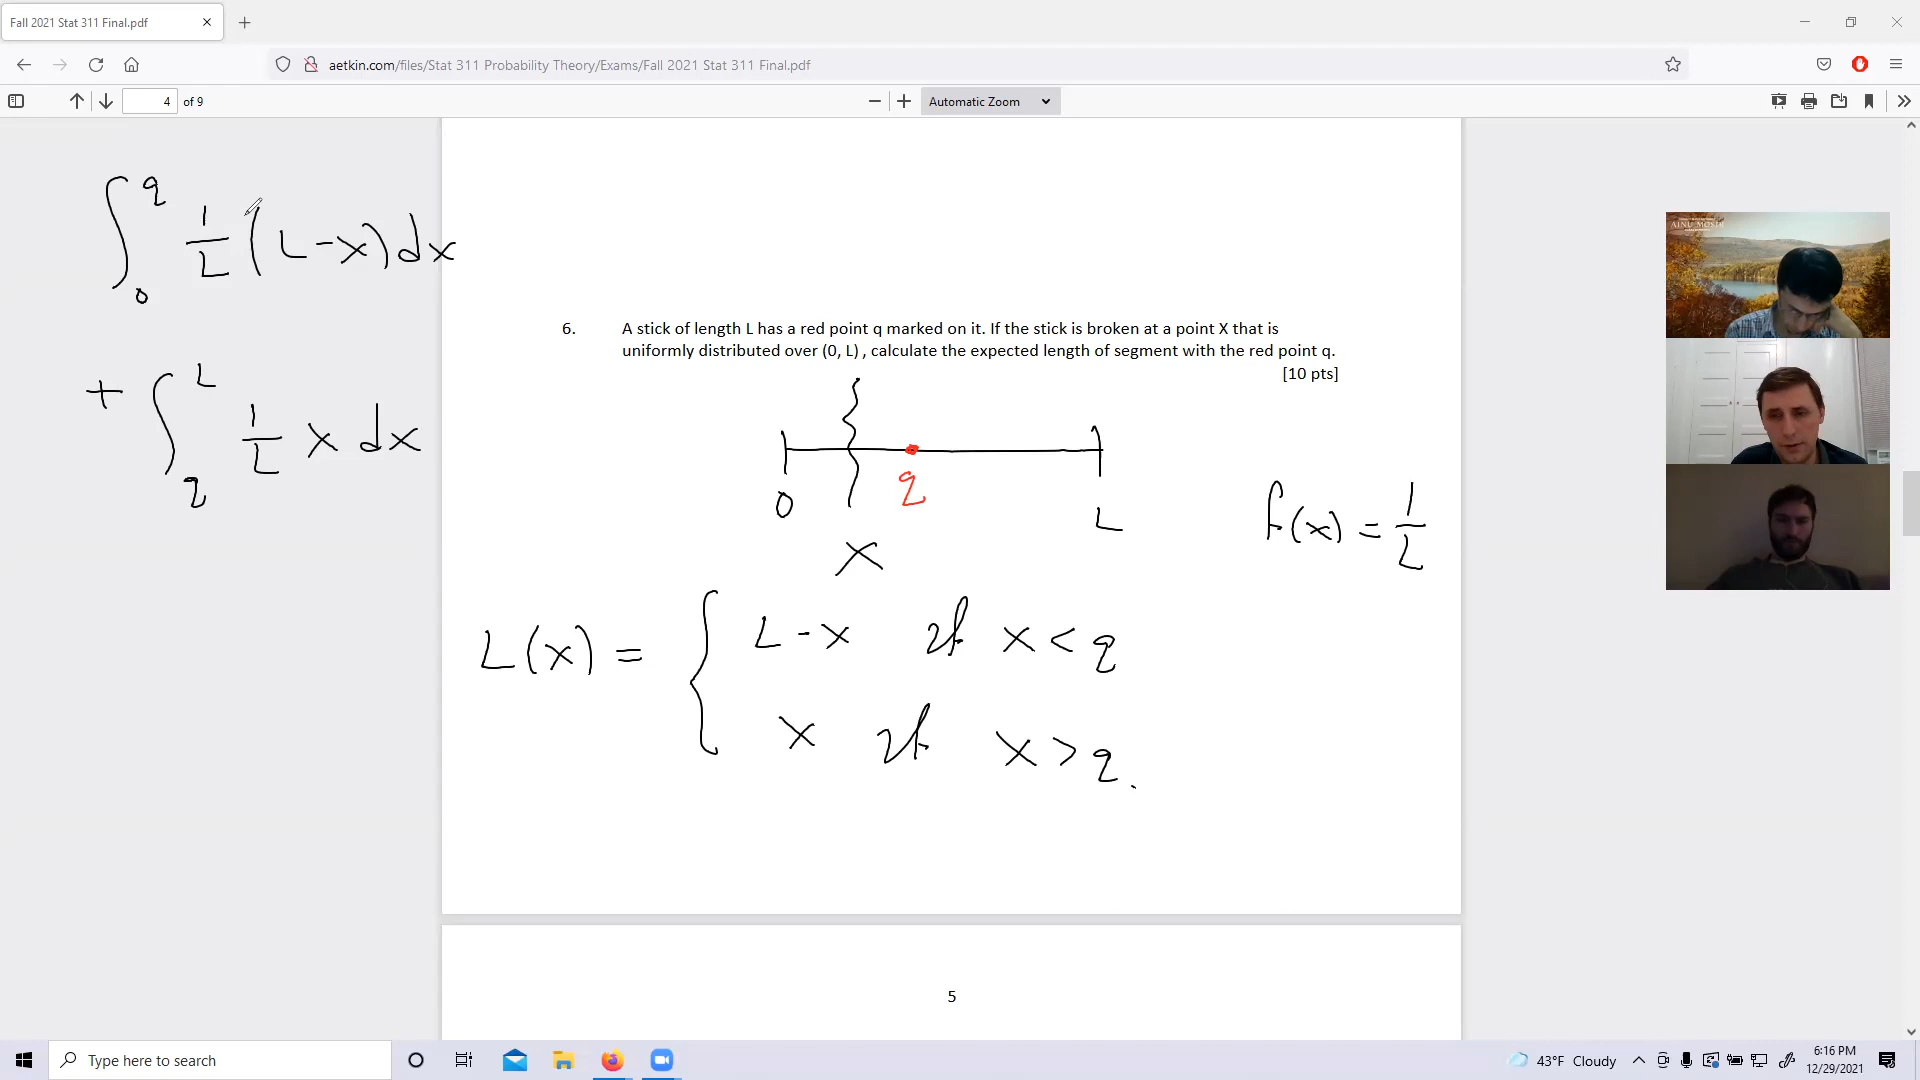 Fall 2021 Stat 311 Final.pdf
aetkin.com/files/Stat 311 Probability Theory/Exams/Fall 2021 Stat 311 Final.pdf
4 of 9
Automatic Zoom
∫₀^q 1/L (L-x) dx
+ ∫_q^L 1/L x dx
6. A stick of length L has a red point q marked on it. If the stick is broken at a point X that is
uniformly distributed over (0, L) , calculate the expected length of segment with the red point q.
[10 pts]
0 q L
X
f(x) = 1/L
L(x) = { L-x if x < q
x if x > q.
5
Type here to search
43°F Cloudy
6:16 PM
12/29/2021